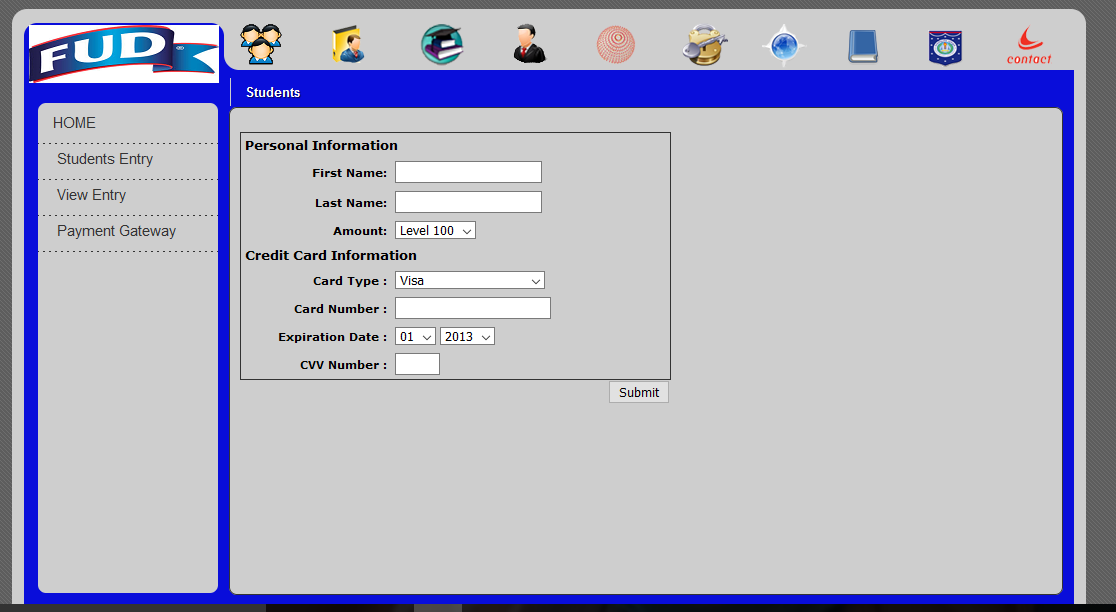 FUD
contact
Students
HOME
Students Entry
View Entry
Payment Gateway
Personal Information
First Name:
Last Name:
Amount: Level 100
Credit Card Information
Card Type : Visa
Card Number :
Expiration Date : 01 2013
CVV Number :
Submit